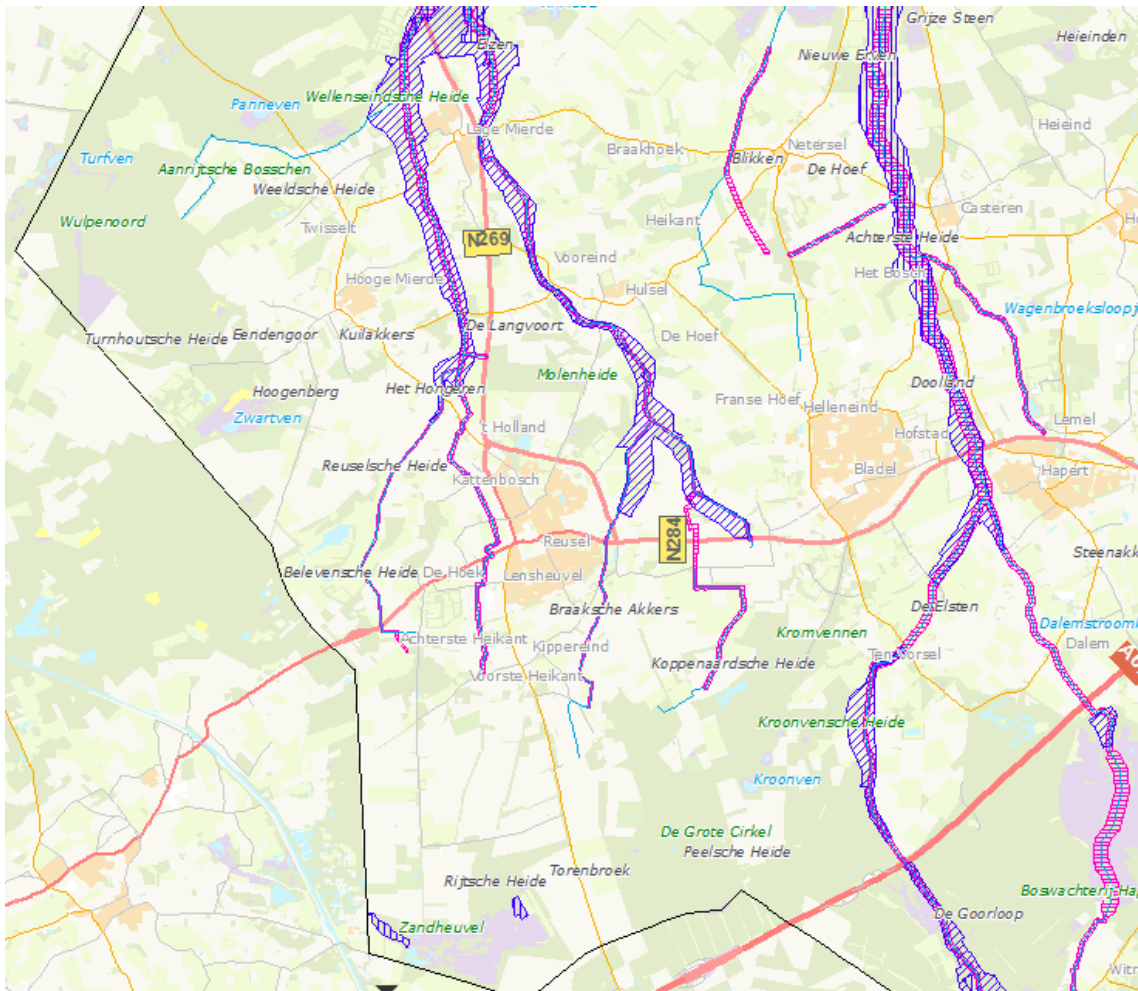 Grijze Steen
Heieinden
Elzen
Nieuwe Erven
Wellenseindsche Heide
Panneven
Lage Mierde
Heieind
Braakhoek
Netersel
Turfven
Blikken
De Hoef
Aanrijtsche Bosschen
Weeldsche Heide
Casteren
Wulpenoord
Heikant
Twisselt
N269
Achterste Heide
Vooreind
Het Bosch
Hooge Mierde
Hulsel
Wagenbroeksloopj
De Langvoort
Turnhoutsche Heide
Eendengoor
Kuilakkers
De Hoef
Molenheide
Doolland
Hoogenberg
Het Hongeren
Franse Hoef
Helleneind
Zwartven
't Holland
Hofstad
Lemel
Reuselsche Heide
Kattenbosch
Bladel
Hapert
N284
Reusel
Steenakk
Belevensche Heide
De Hoek
Lensheuvel
Braaksche Akkers
De Elsten
Dalemstroom
Achterste Heikant
Kippereind
Kromvennen
Dalem
Koppenaardsche Heide
Voorste Heikant
Kroonvensche Heide
Kroonven
De Grote Cirkel
Peelsche Heide
Torenbroek
Rijtsche Heide
Boswachterij Hap
De Goorloop
Zandheuvel